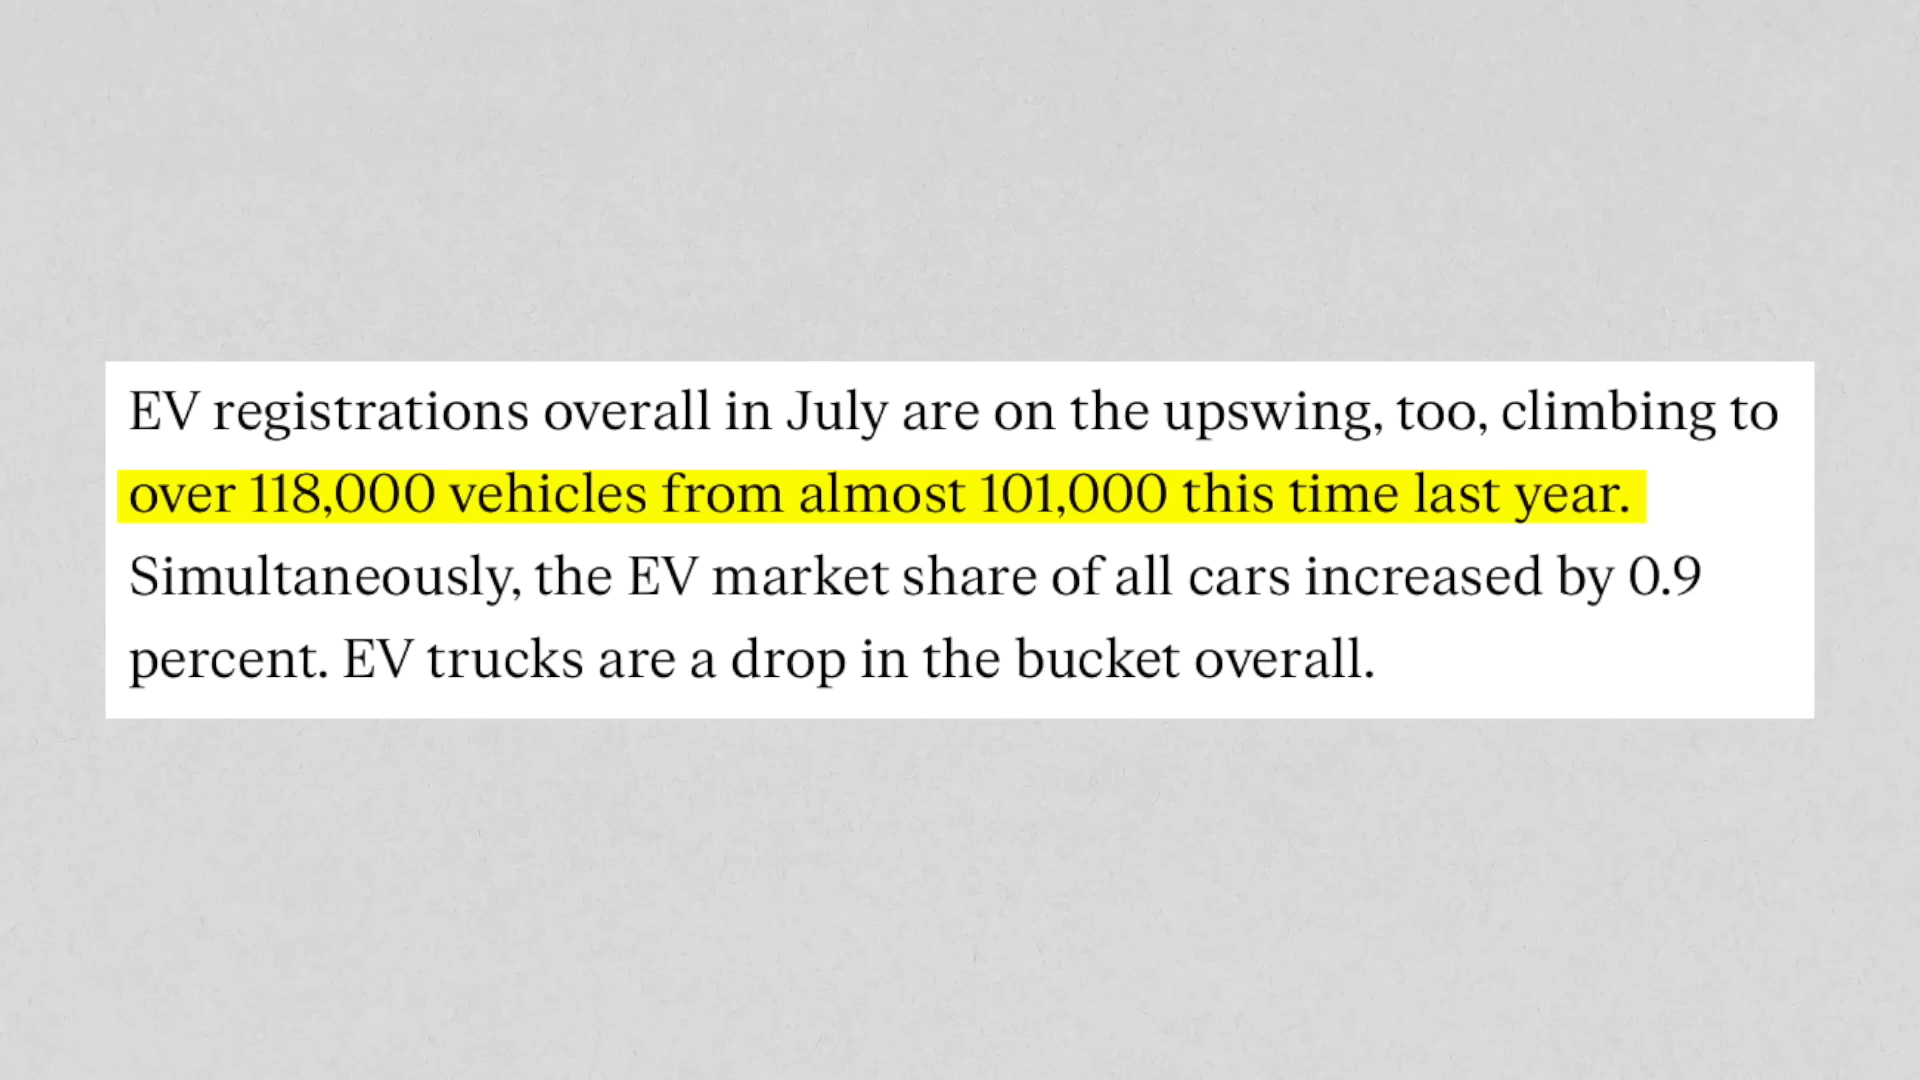 EV registrations overall in July are on the upswing, too, climbing to
over 118,000 vehicles from almost 101,000 this time last year.
Simultaneously, the EV market share of all cars increased by 0.9
percent. EV trucks are a drop in the bucket overall.